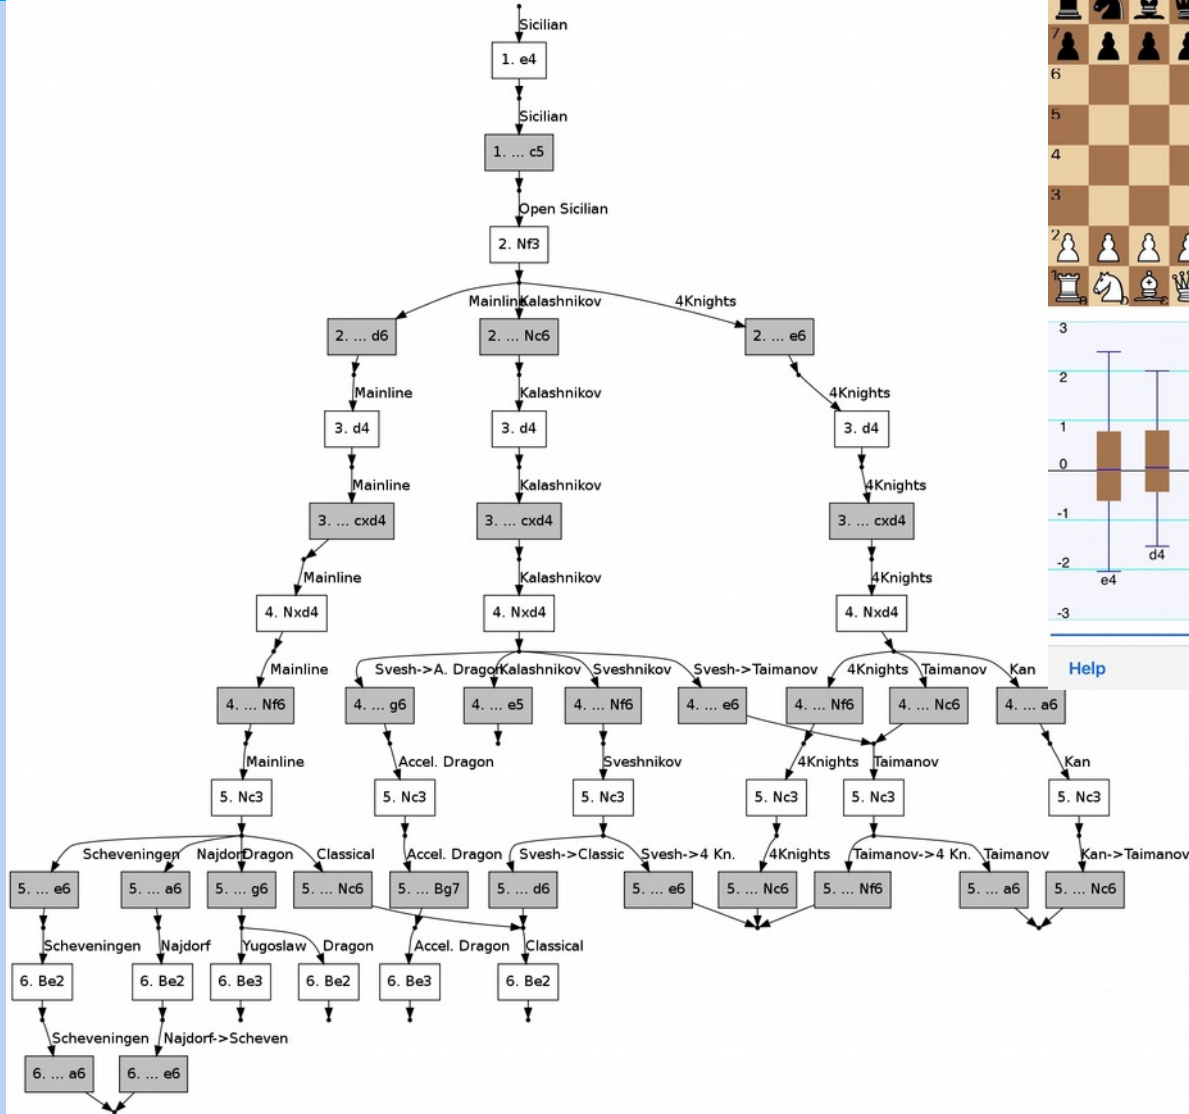 Sicilian
1. e4
Sicilian
1. ... c5
Open Sicilian
2. Nf3
Mainline Kalashnikov 4Knights
2. ... d6 2. ... Nc6 2. ... e6
Mainline Kalashnikov 4Knights
3. d4 3. d4 3. d4
Mainline Kalashnikov 4Knights
3. ... cxd4 3. ... cxd4 3. ... cxd4
Mainline Kalashnikov 4Knights
4. Nxd4 4. Nxd4 4. Nxd4
Mainline Svesh->A. Dragon Kalashnikov Sveshnikov Svesh->Taimanov 4Knights Taimanov Kan
4. ... Nf6 4. ... g6 4. ... e5 4. ... Nf6 4. ... e6 4. ... Nf6 4. ... Nc6 4. ... a6
Mainline Accel. Dragon Sveshnikov 4Knights Taimanov Kan
5. Nc3 5. Nc3 5. Nc3 5. Nc3 5. Nc3 5. Nc3
Scheveningen Najdorf Dragon Classical Accel. Dragon Svesh->Classic Svesh->4 Kn. 4Knights Taimanov->4 Kn. Taimanov Kan->Taimanov
5. ... e6 5. ... a6 5. ... g6 5. ... Nc6 5. ... Bg7 5. ... d6 5. ... e6 5. ... Nc6 5. ... Nf6 5. ... a6 5. ... Nc6
Scheveningen Najdorf Yugoslaw Dragon Accel. Dragon Classical
6. Be2 6. Be2 6. Be3 6. Be2 6. Be3 6. Be2
Scheveningen Najdorf->Scheven
6. ... a6 6. ... e6
7
6
5
4
3
2
1
3
2
1
0
-1
-2
-3
e4 d4
Help